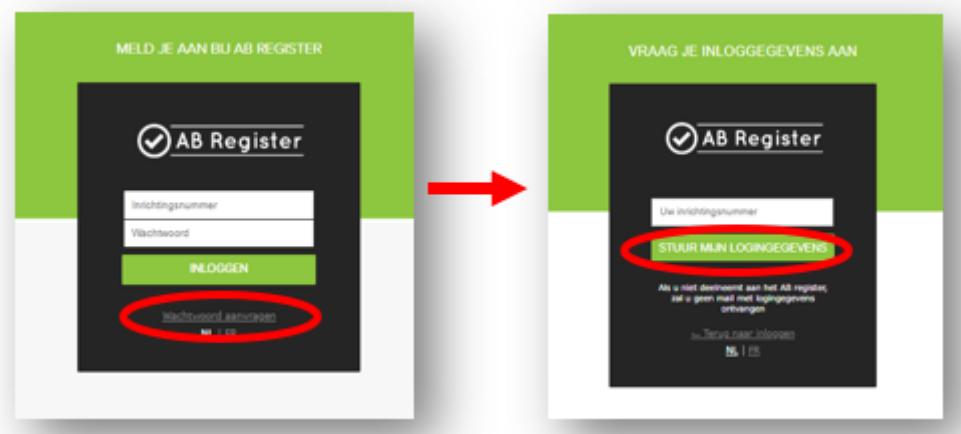 MELD JE AAN BIJ AB REGISTER
AB Register
Inrichtingsnummer
Wachtwoord
INLOGGEN
Wachtwoord aanvragen
NL | FR
VRAAG JE INLOGGEGEVENS AAN
AB Register
Uw inrichtingsnummer
STUUR MIJN LOGINGEGEVENS
Als u niet deelneemt aan het AB register,
zal u geen mail met logingegevens
ontvangen
Terug naar inloggen
NL | FR